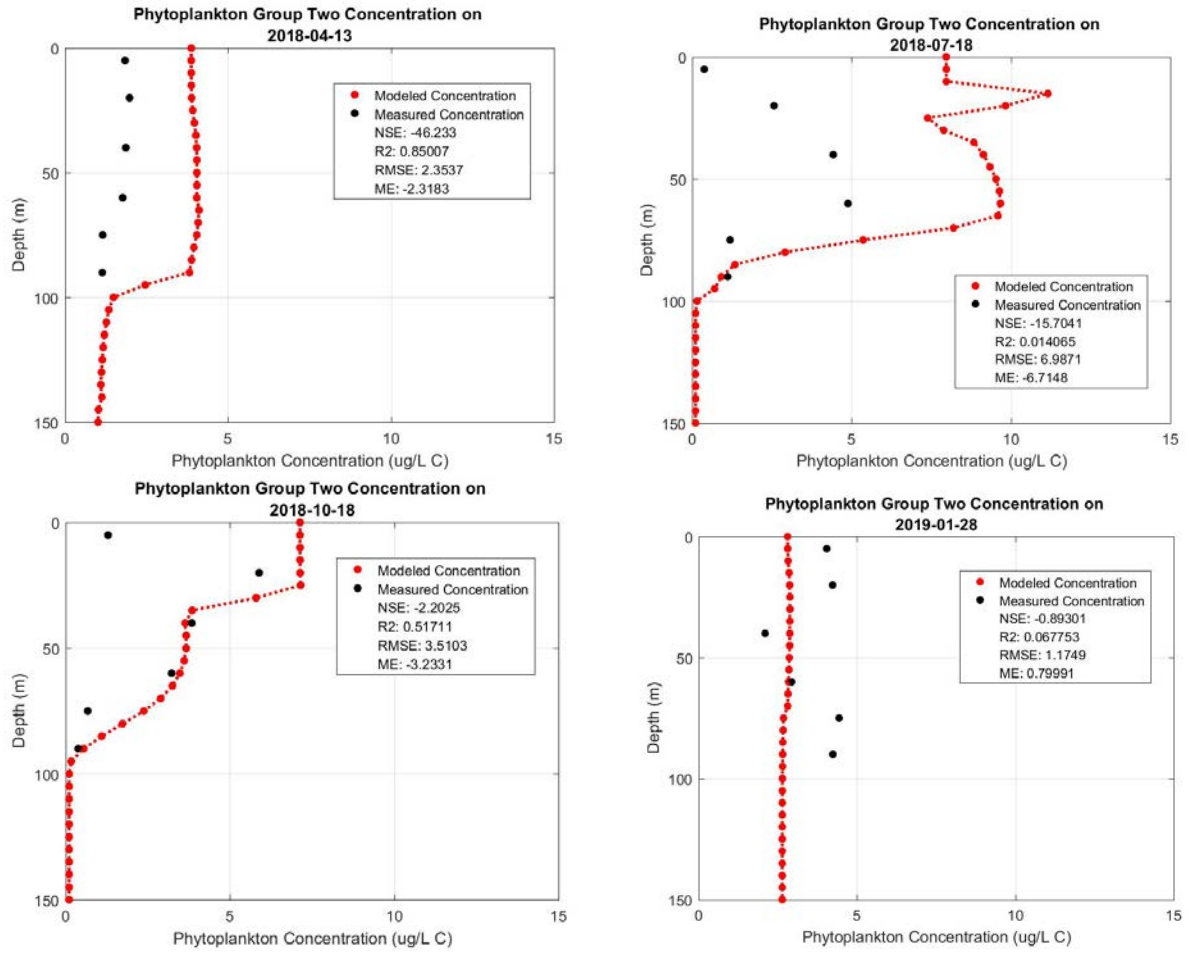 Phytoplankton Group Two Concentration on
2018-04-13
0
50
100
150
Depth (m)
Modeled Concentration
Measured Concentration
NSE: -46.233
R2: 0.85007
RMSE: 2.3537
ME: -2.3183
0
5
10
15
Phytoplankton Concentration (ug/L C)
Phytoplankton Group Two Concentration on
2018-07-18
0
50
100
150
Depth (m)
Modeled Concentration
Measured Concentration
NSE: -15.7041
R2: 0.014065
RMSE: 6.9871
ME: -6.7148
0
5
10
15
Phytoplankton Concentration (ug/L C)
Phytoplankton Group Two Concentration on
2018-10-18
0
50
100
150
Depth (m)
Modeled Concentration
Measured Concentration
NSE: -2.2025
R2: 0.51711
RMSE: 3.5103
ME: -3.2331
0
5
10
15
Phytoplankton Concentration (ug/L C)
Phytoplankton Group Two Concentration on
2019-01-28
0
50
100
150
Depth (m)
Modeled Concentration
Measured Concentration
NSE: -0.89301
R2: 0.067753
RMSE: 1.1749
ME: 0.79991
0
5
10
15
Phytoplankton Concentration (ug/L C)